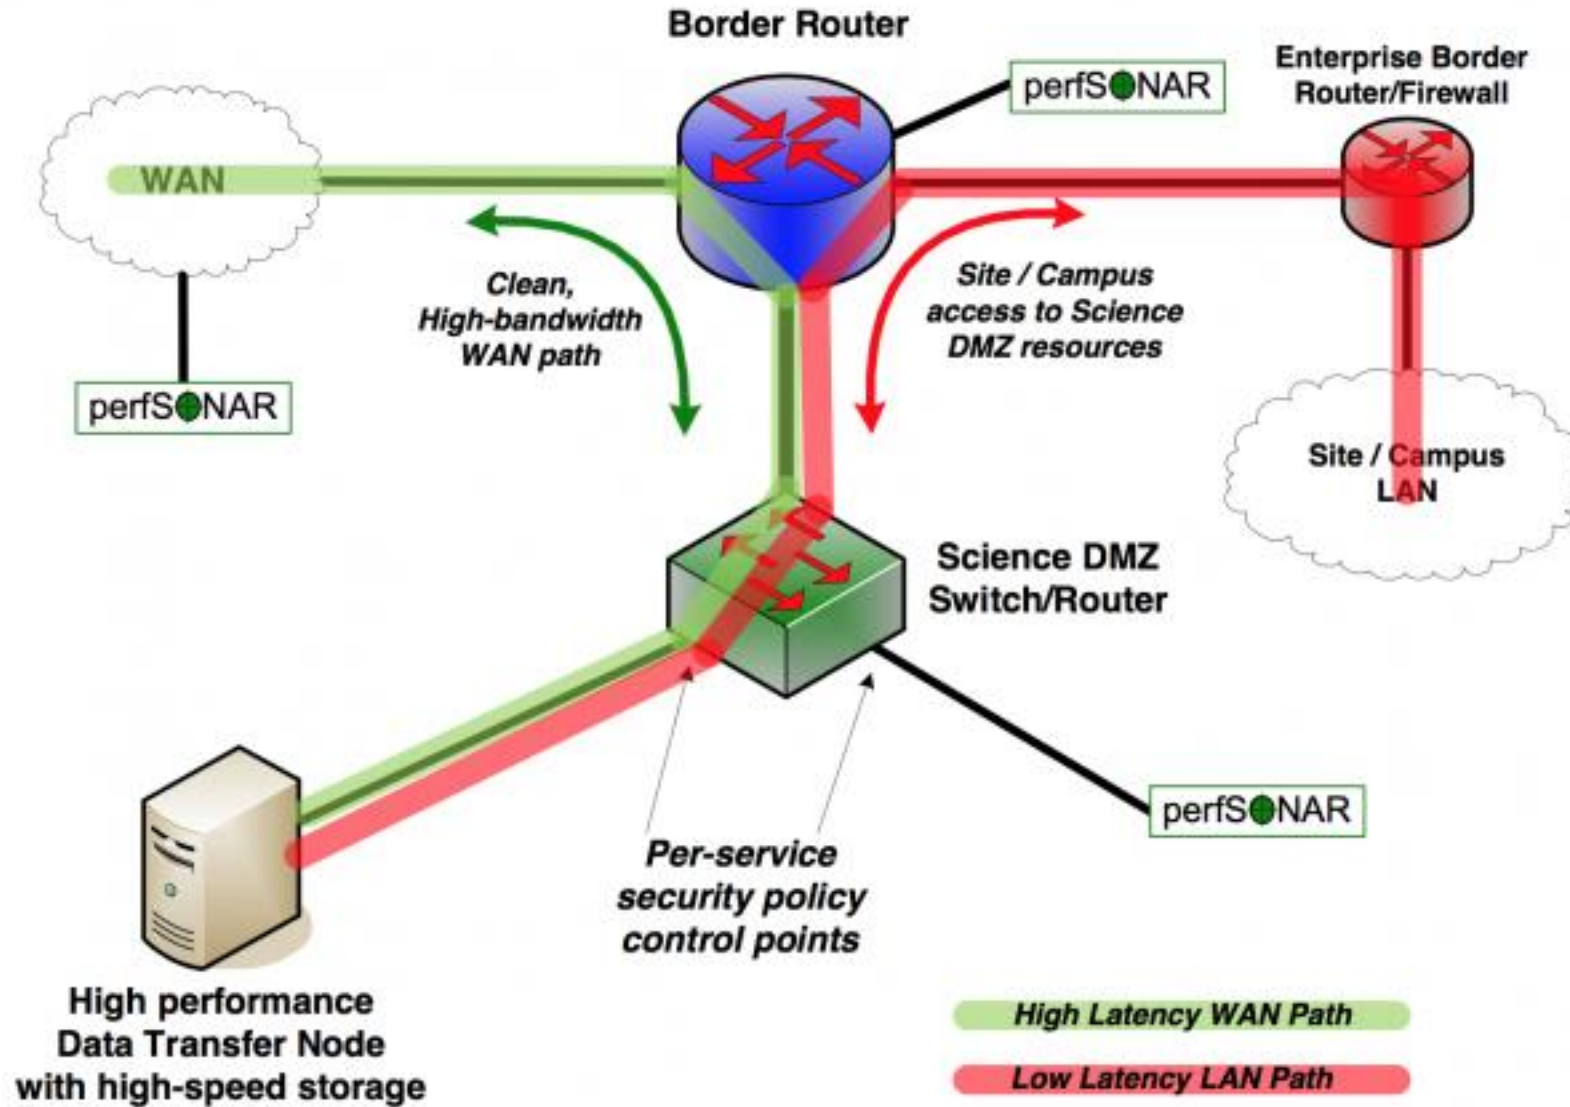 Border Router
perfSONAR
Enterprise Border
Router/Firewall
WAN
Clean,
High-bandwidth
WAN path
Site / Campus
access to Science
DMZ resources
perfSONAR
Site / Campus
LAN
Science DMZ
Switch/Router
perfSONAR
Per-service
security policy
control points
High performance
Data Transfer Node
with high-speed storage
High Latency WAN Path
Low Latency LAN Path